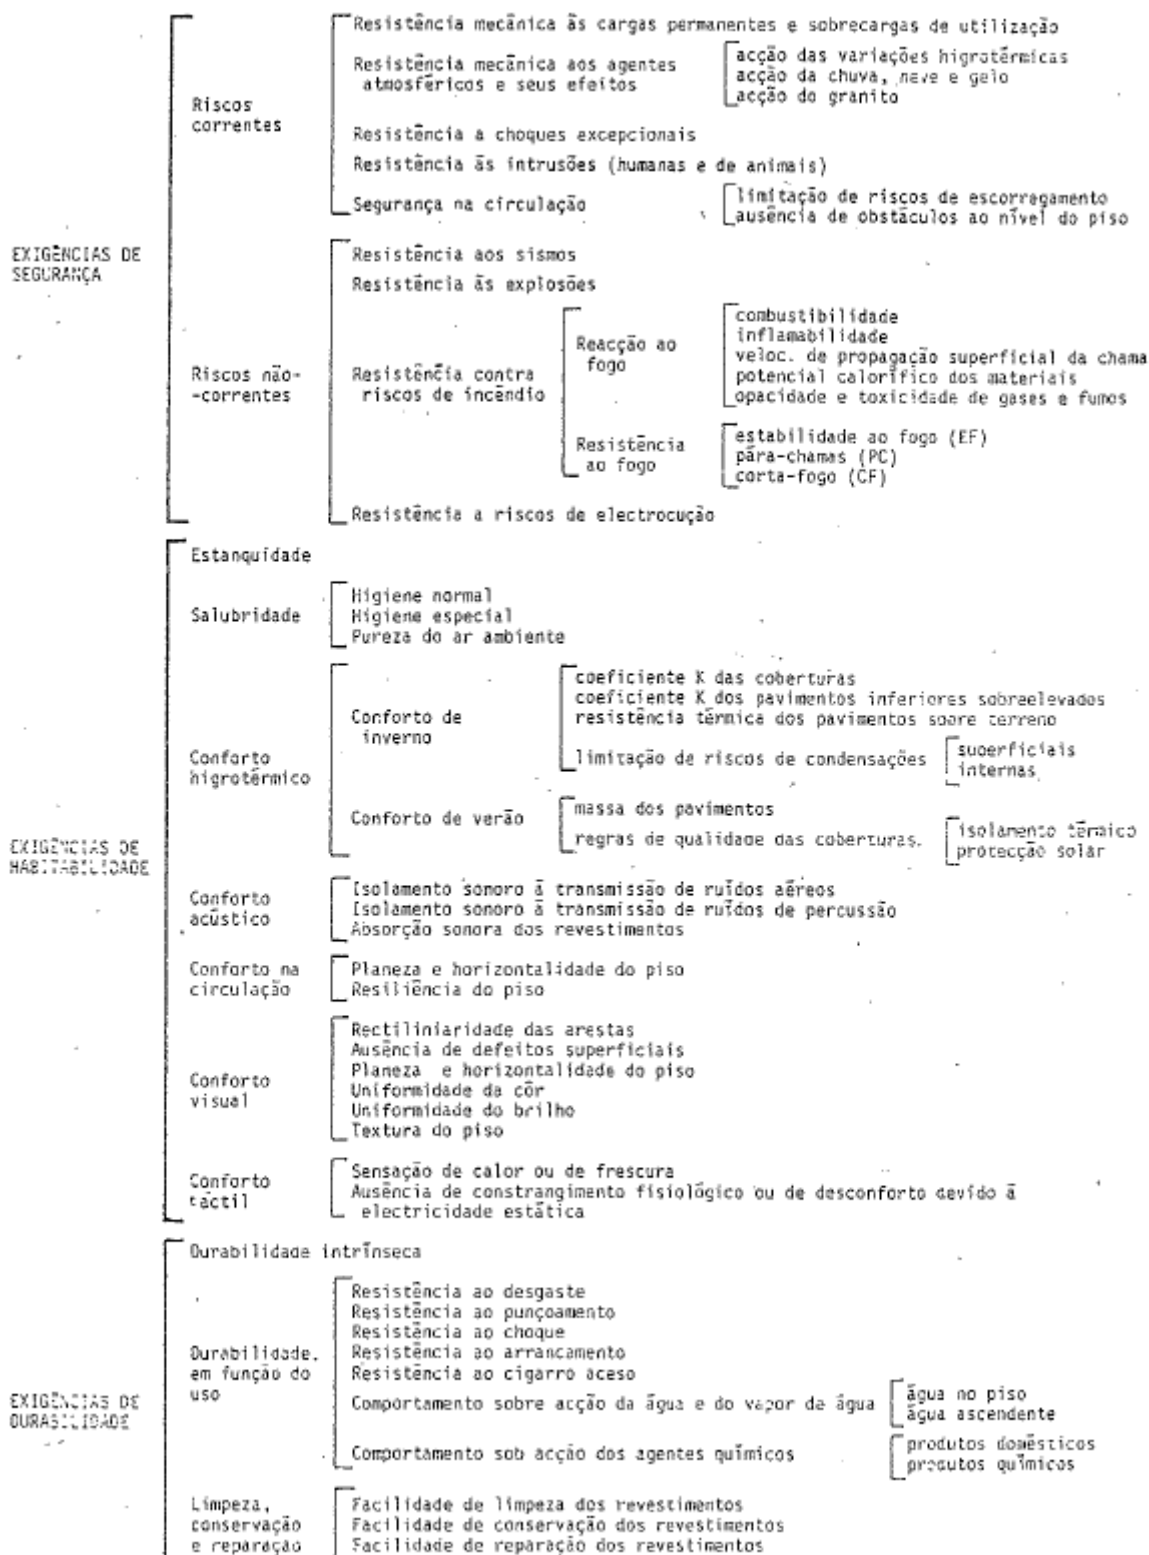 EXIGÊNCIAS DE
SEGURANÇA
Riscos
correntes
Resistência mecânica às cargas permanentes e sobrecargas de utilização
Resistência mecânica aos agentes
atmosféricos e seus efeitos
acção das variações higrotérmicas
acção da chuva, neve e gelo
acção do granito
Resistência a choques excepcionais
Resistência às intrusões (humanas e de animais)
Segurança na circulação
limitação de riscos de escorregamento
ausência de obstáculos ao nível do piso
Riscos não-
-correntes
Resistência aos sismos
Resistência às explosões
Resistência contra
riscos de incêndio
Reacção ao
fogo
combustibilidade
inflamabilidade
veloc. de propagação superficial da chama
potencial calorífico dos materiais
opacidade e toxicidade de gases e fumos
Resistência
ao fogo
estabilidade ao fogo (EF)
pára-chamas (PC)
corta-fogo (CF)
Resistência a riscos de electrocução
EXIGÊNCIAS DE
HABITABILIDADE
Estanquidade
Salubridade
Higiene normal
Higiene especial
Pureza do ar ambiente
Conforto
higrotérmico
Conforto de
inverno
coeficiente K das coberturas
coeficiente K dos pavimentos inferiores sobreelevados
resistência térmica dos pavimentos sobre terreno
limitação de riscos de condensações
superficiais
internas
Conforto de verão
massa dos pavimentos
regras de qualidade das coberturas.
isolamento térmico
protecção solar
Conforto
acústico
Isolamento sonoro à transmissão de ruídos aéreos
Isolamento sonoro à transmissão de ruídos de percussão
Absorção sonora dos revestimentos
Conforto na
circulação
Planeza e horizontalidade do piso
Resiliência do piso
Conforto
visual
Rectiliniaridade das arestas
Ausência de defeitos superficiais
Planeza e horizontalidade do piso
Uniformidade da côr
Uniformidade do brilho
Textura do piso
Conforto
táctil
Sensação de calor ou de frescura
Ausência de constrangimento fisiológico ou de desconforto devido à
electricidade estática
EXIGÊNCIAS DE
DURABILIDADE
Durabilidade intrínseca
Durabilidade.
em função do
uso
Resistência ao desgaste
Resistência ao punçoamento
Resistência ao choque
Resistência ao arrancamento
Resistência ao cigarro aceso
Comportamento sobre acção da água e do vapor de água
água no piso
água ascendente
Comportamento sob acção dos agentes químicos
produtos domésticos
produtos químicos
Limpeza,
conservação
e reparação
Facilidade de limpeza dos revestimentos
Facilidade de conservação dos revestimentos
Facilidade de reparação dos revestimentos